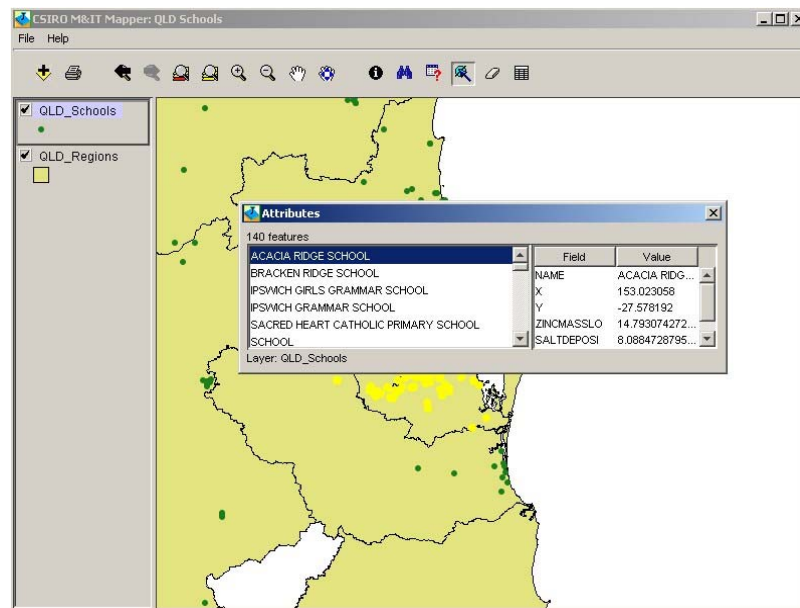 CSIRO M&IT Mapper: QLD Schools
File Help
QLD_Schools
QLD_Regions
Attributes
140 features
ACACIA RIDGE SCHOOL
BRACKEN RIDGE SCHOOL
IPSWICH GIRLS GRAMMAR SCHOOL
IPSWICH GRAMMAR SCHOOL
SACRED HEART CATHOLIC PRIMARY SCHOOL
SCHOOL
Field Value
NAME ACACIA RIDG...
X 153.023058
Y -27.578192
ZINCMASSLO 14.793074272...
SALTDEPOSI 8.0884728795...
Layer: QLD_Schools